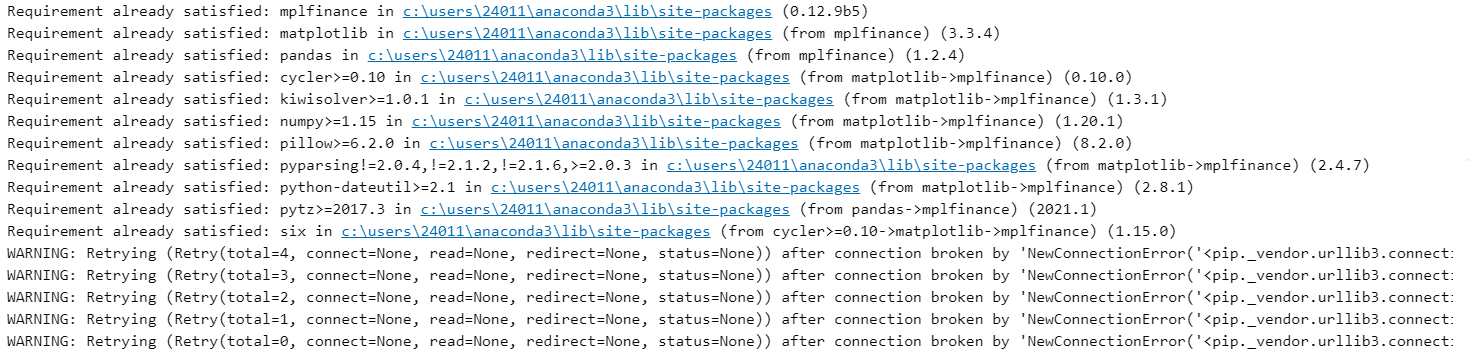 Requirement already satisfied: mplfinance in c:\users\24011\anaconda3\lib\site-packages (0.12.9b5)
Requirement already satisfied: matplotlib in c:\users\24011\anaconda3\lib\site-packages (from mplfinance) (3.3.4)
Requirement already satisfied: pandas in c:\users\24011\anaconda3\lib\site-packages (from mplfinance) (1.2.4)
Requirement already satisfied: cycler>=0.10 in c:\users\24011\anaconda3\lib\site-packages (from matplotlib->mplfinance) (0.10.0)
Requirement already satisfied: kiwisolver>=1.0.1 in c:\users\24011\anaconda3\lib\site-packages (from matplotlib->mplfinance) (1.3.1)
Requirement already satisfied: numpy>=1.15 in c:\users\24011\anaconda3\lib\site-packages (from matplotlib->mplfinance) (1.20.1)
Requirement already satisfied: pillow>=6.2.0 in c:\users\24011\anaconda3\lib\site-packages (from matplotlib->mplfinance) (8.2.0)
Requirement already satisfied: pyparsing!=2.0.4,!=2.1.2,!=2.1.6,>=2.0.3 in c:\users\24011\anaconda3\lib\site-packages (from matplotlib->mplfinance) (2.4.7)
Requirement already satisfied: python-dateutil>=2.1 in c:\users\24011\anaconda3\lib\site-packages (from matplotlib->mplfinance) (2.8.1)
Requirement already satisfied: pytz>=2017.3 in c:\users\24011\anaconda3\lib\site-packages (from pandas->mplfinance) (2021.1)
Requirement already satisfied: six in c:\users\24011\anaconda3\lib\site-packages (from cycler>=0.10->matplotlib->mplfinance) (1.15.0)
WARNING: Retrying (Retry(total=4, connect=None, read=None, redirect=None, status=None)) after connection broken by 'NewConnectionError('<pip._vendor.urllib3.connecti
WARNING: Retrying (Retry(total=3, connect=None, read=None, redirect=None, status=None)) after connection broken by 'NewConnectionError('<pip._vendor.urllib3.connecti
WARNING: Retrying (Retry(total=2, connect=None, read=None, redirect=None, status=None)) after connection broken by 'NewConnectionError('<pip._vendor.urllib3.connecti
WARNING: Retrying (Retry(total=1, connect=None, read=None, redirect=None, status=None)) after connection broken by 'NewConnectionError('<pip._vendor.urllib3.connecti
WARNING: Retrying (Retry(total=0, connect=None, read=None, redirect=None, status=None)) after connection broken by 'NewConnectionError('<pip._vendor.urllib3.connecti